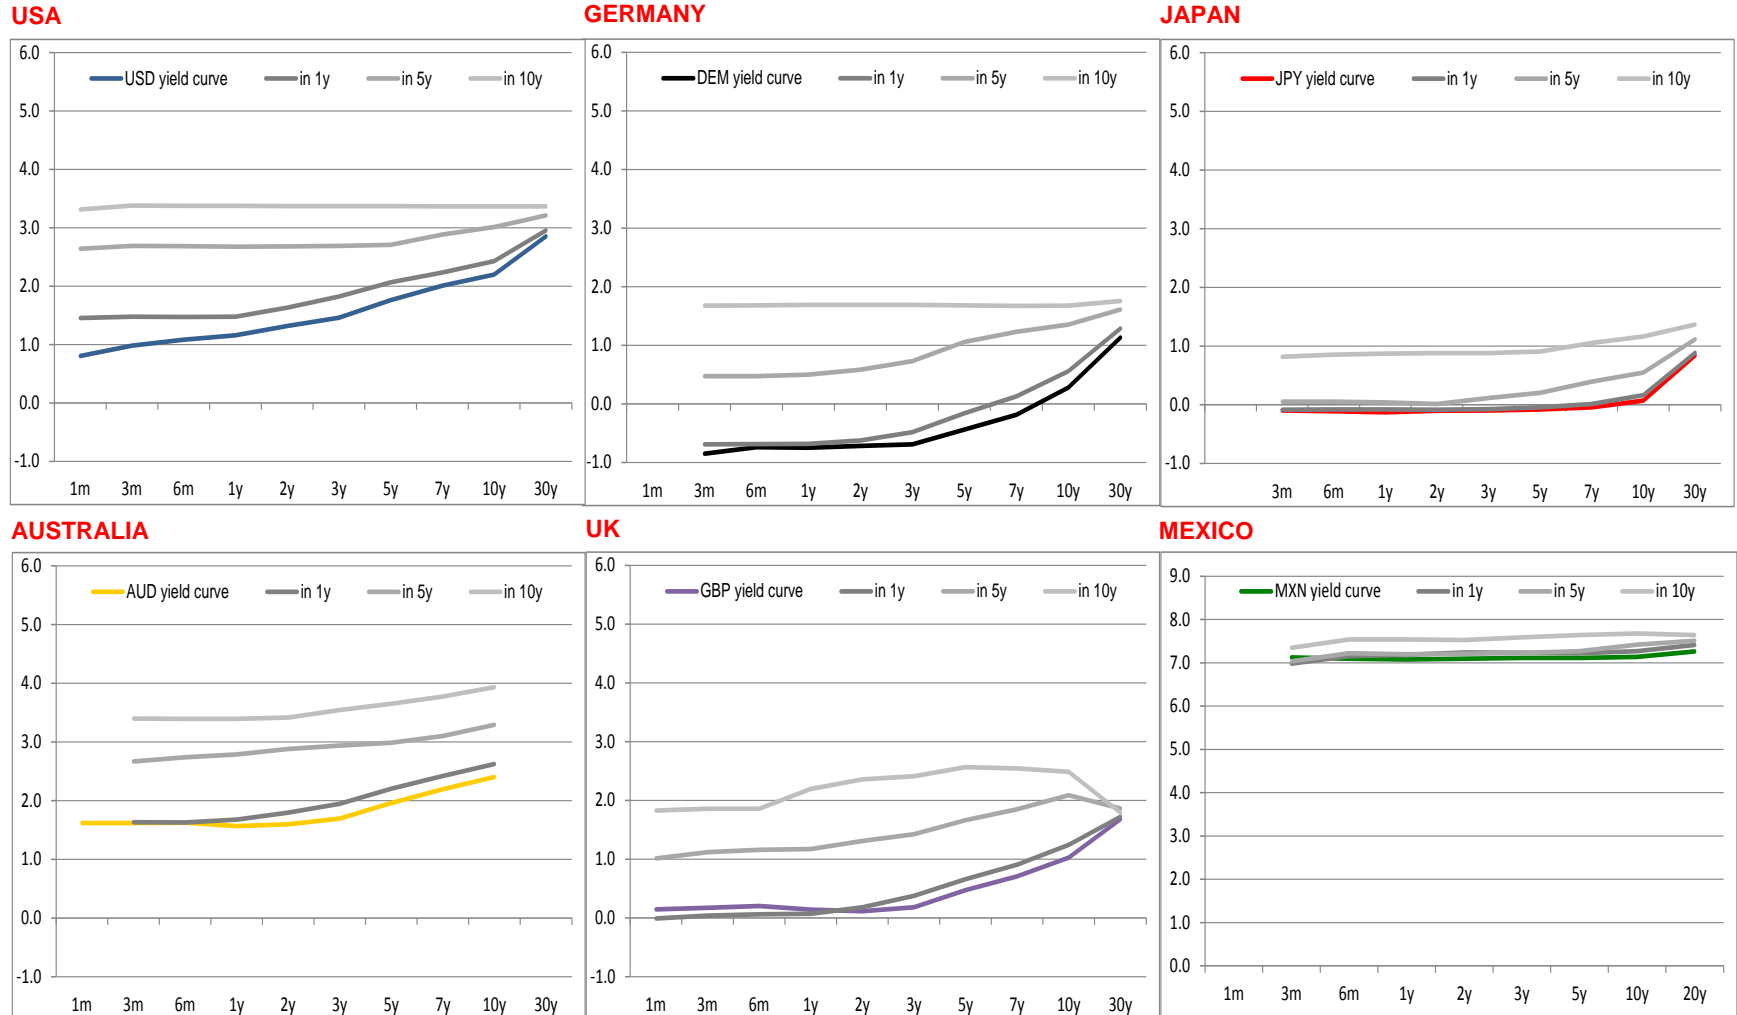 USA
6.0
5.0
4.0
3.0
2.0
1.0
0.0
-1.0
USD yield curve in 1y in 5y in 10y
1m 3m 6m 1y 2y 3y 5y 7y 10y 30y
GERMANY
6.0
5.0
4.0
3.0
2.0
1.0
0.0
-1.0
DEM yield curve in 1y in 5y in 10y
1m 3m 6m 1y 2y 3y 5y 7y 10y 30y
JAPAN
6.0
5.0
4.0
3.0
2.0
1.0
0.0
-1.0
JPY yield curve in 1y in 5y in 10y
3m 6m 1y 2y 3y 5y 7y 10y 30y
AUSTRALIA
6.0
5.0
4.0
3.0
2.0
1.0
0.0
-1.0
AUD yield curve in 1y in 5y in 10y
1m 3m 6m 1y 2y 3y 5y 7y 10y 30y
UK
6.0
5.0
4.0
3.0
2.0
1.0
0.0
-1.0
GBP yield curve in 1y in 5y in 10y
1m 3m 6m 1y 2y 3y 5y 7y 10y 30y
MEXICO
9.0
8.0
7.0
6.0
5.0
4.0
3.0
2.0
1.0
0.0
MXN yield curve in 1y in 5y in 10y
1m 3m 6m 1y 2y 3y 5y 10y 20y